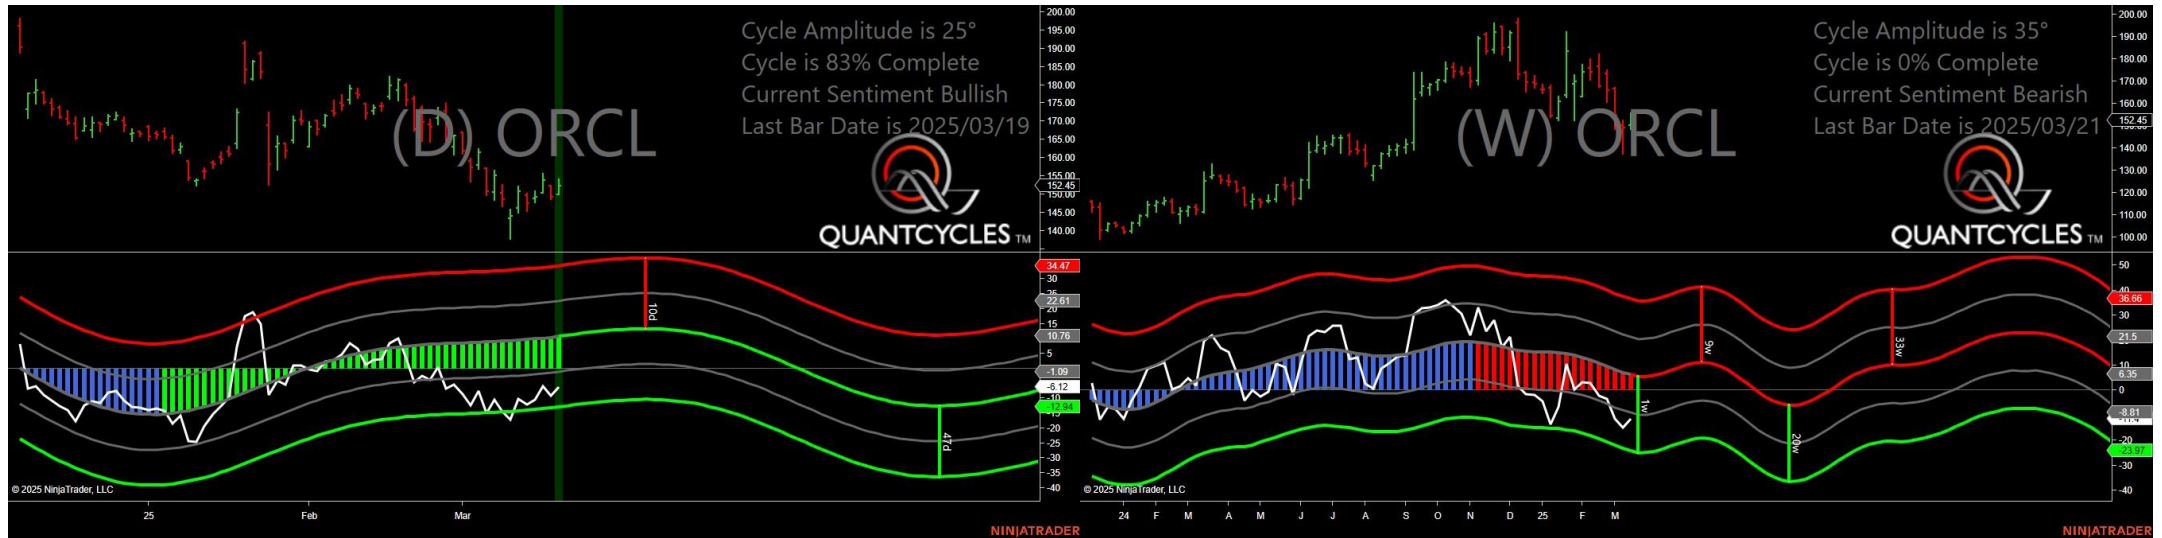 Cycle Amplitude is 25°
Cycle is 83% Complete
Current Sentiment Bullish
Last Bar Date is 2025/03/19
(D) ORCL
QUANTCYCLES TM
200.00
195.00
190.00
185.00
180.00
175.00
170.00
165.00
160.00
155.00
152.45
150.00
145.00
140.00
34.47
30
25
22.61
20
15
10.76
5
-1.09
-6.12
-10
-12.94
-15
-20
-25
-30
-35
-40
10d
47d
© 2025 NinjaTrader, LLC
25 Feb Mar
NINJATRADER
Cycle Amplitude is 35°
Cycle is 0% Complete
Current Sentiment Bearish
Last Bar Date is 2025/03/21
(W) ORCL
QUANTCYCLES TM
200.00
190.00
180.00
170.00
160.00
152.45
140.00
130.00
120.00
110.00
100.00
50
40
36.66
30
21.5
10
6.35
0
-8.81
-20
-23.97
-30
-40
1w
9w
20w
33w
© 2025 NinjaTrader, LLC
24 F M A M J J A S O N D 25 F M
NINJATRADER